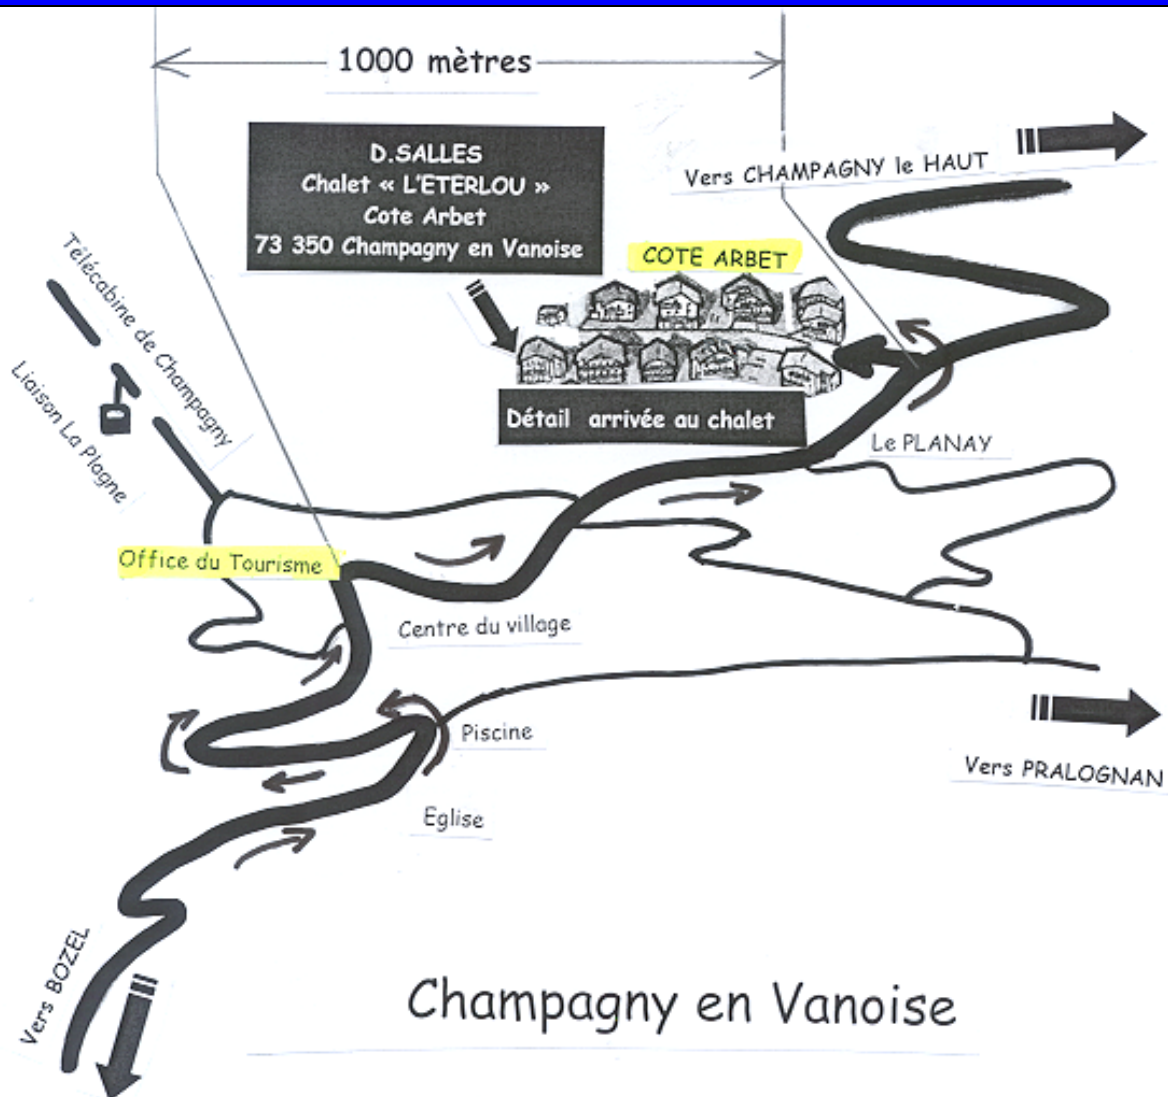 1000 mètres
D.SALLES
Chalet « L'ETERLOU »
Cote Arbet
73 350 Champagny en Vanoise
Vers CHAMPAGNY le HAUT
COTE ARBET
Télécabine de Champagny
Liaison La Plagne
Détail arrivée au chalet
Le PLANAY
Office du Tourisme
Centre du village
Piscine
Vers PRALOGNAN
Eglise
Vers BOZEL
Champagny en Vanoise